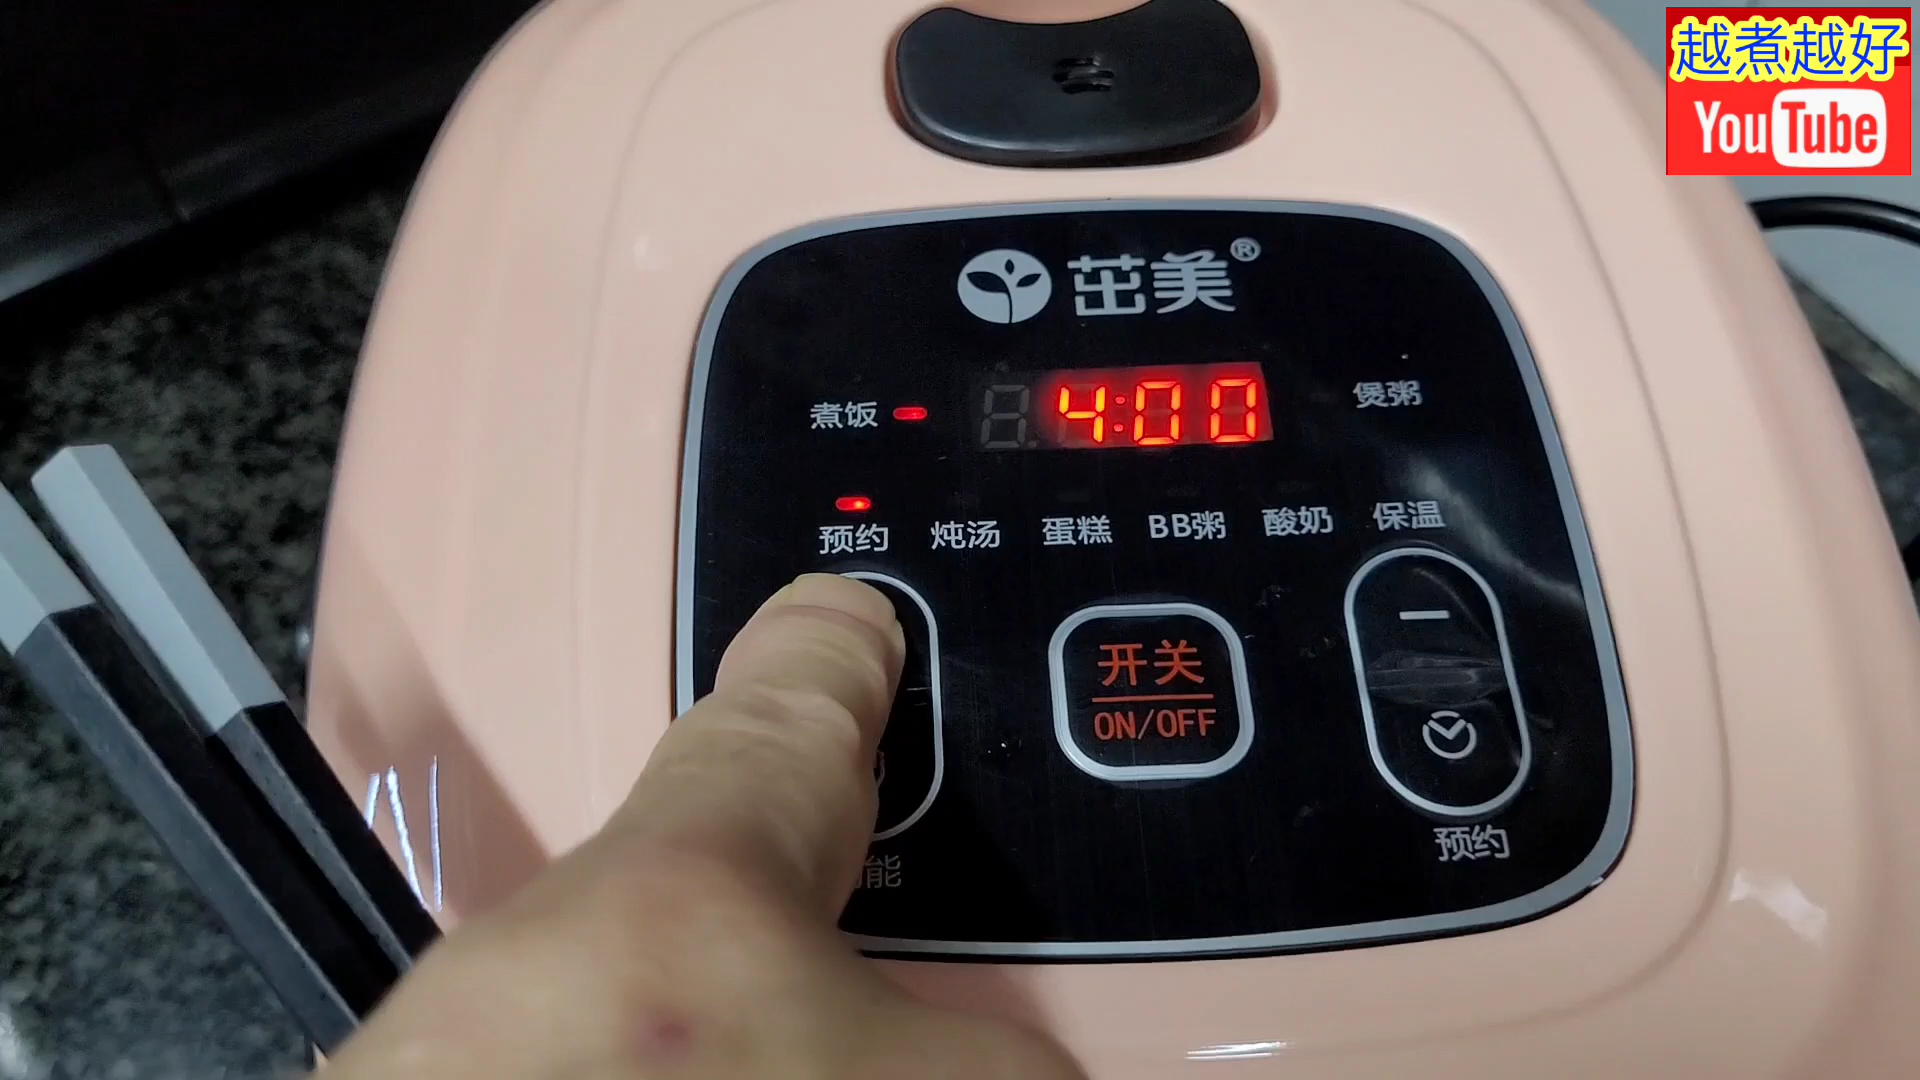 越煮越好
YouTube
茁美®
煮饭 4:00 煲粥
预约 炖汤 蛋糕 BB粥 酸奶 保温
开关
ON/OFF
能
预约